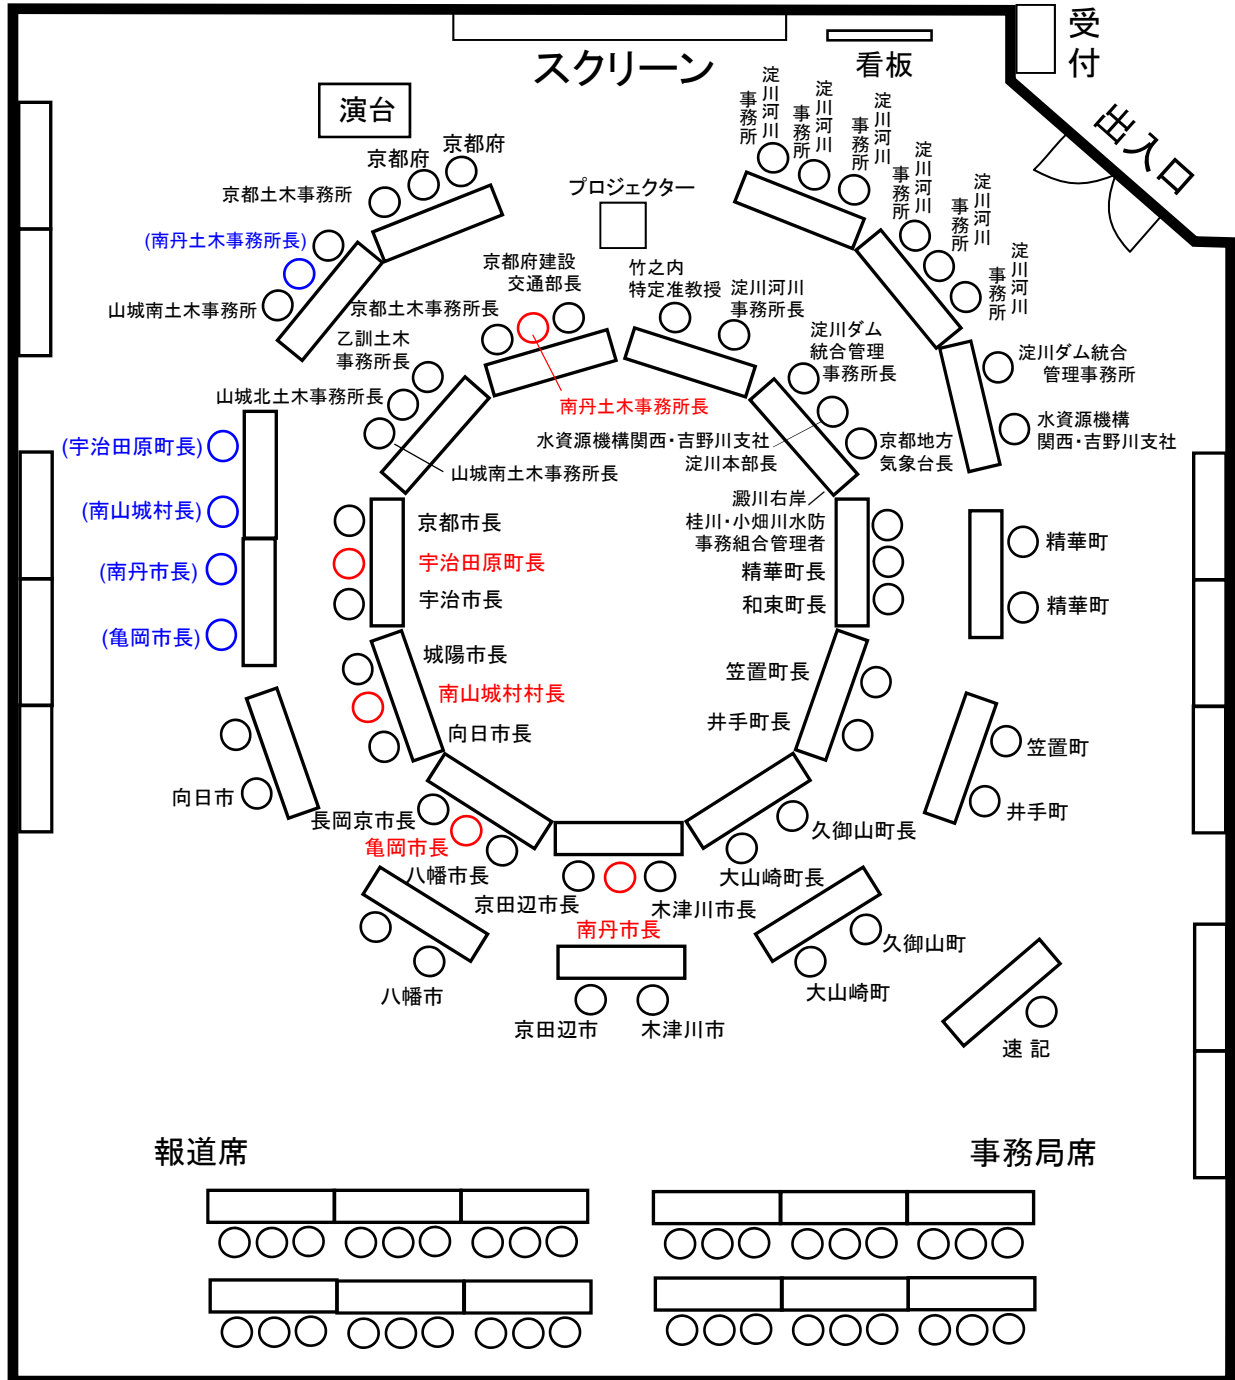 受付
スクリーン
看板
出入口
演台
プロジェクター
京都府
京都府
京都土木事務所
(南丹土木事務所長)
山城南土木事務所
淀川河川
事務所
淀川河川
事務所
淀川河川
事務所
淀川河川
事務所
淀川河川
事務所
淀川河川
事務所
京都府建設
交通部長
京都土木事務所長
乙訓土木
事務所長
山城北土木事務所長
南丹土木事務所長
山城南土木事務所長
竹之内
特定准教授
淀川河川
事務所長
淀川ダム
統合管理
事務所長
水資源機構関西・吉野川支社
淀川本部長
京都地方
気象台長
淀川ダム統合
管理事務所
水資源機構
関西・吉野川支社
澱川右岸
桂川・小畑川水防
事務組合管理者
精華町長
和束町長
笠置町長
井手町長
久御山町長
大山崎町長
木津川市長
南丹市長
京田辺市長
八幡市長
亀岡市長
長岡京市長
向日市長
南山城村村長
城陽市長
宇治市長
宇治田原町長
京都市長
(宇治田原町長)
(南山城村長)
(南丹市長)
(亀岡市長)
向日市
八幡市
京田辺市
木津川市
大山崎町
久御山町
井手町
笠置町
精華町
精華町
速 記
報道席
事務局席